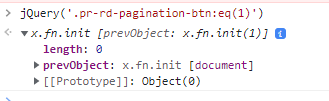 > jQuery('.pr-rd-pagination-btn:eq(1)')
x.fn.init [prevObject: x.fn.init(1)] i
length: 0
prevObject: x.fn.init [document]
[[Prototype]]: Object(0)
>